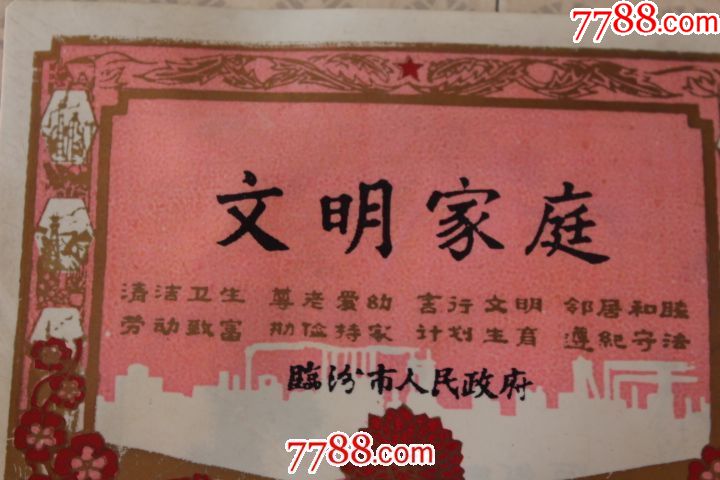 7788.com
文明家庭
清洁卫生 尊老爱幼 言行文明 邻居和睦
劳动致富 勤俭持家 计划生育 遵纪守法
臨汾市人民政府
7788.com